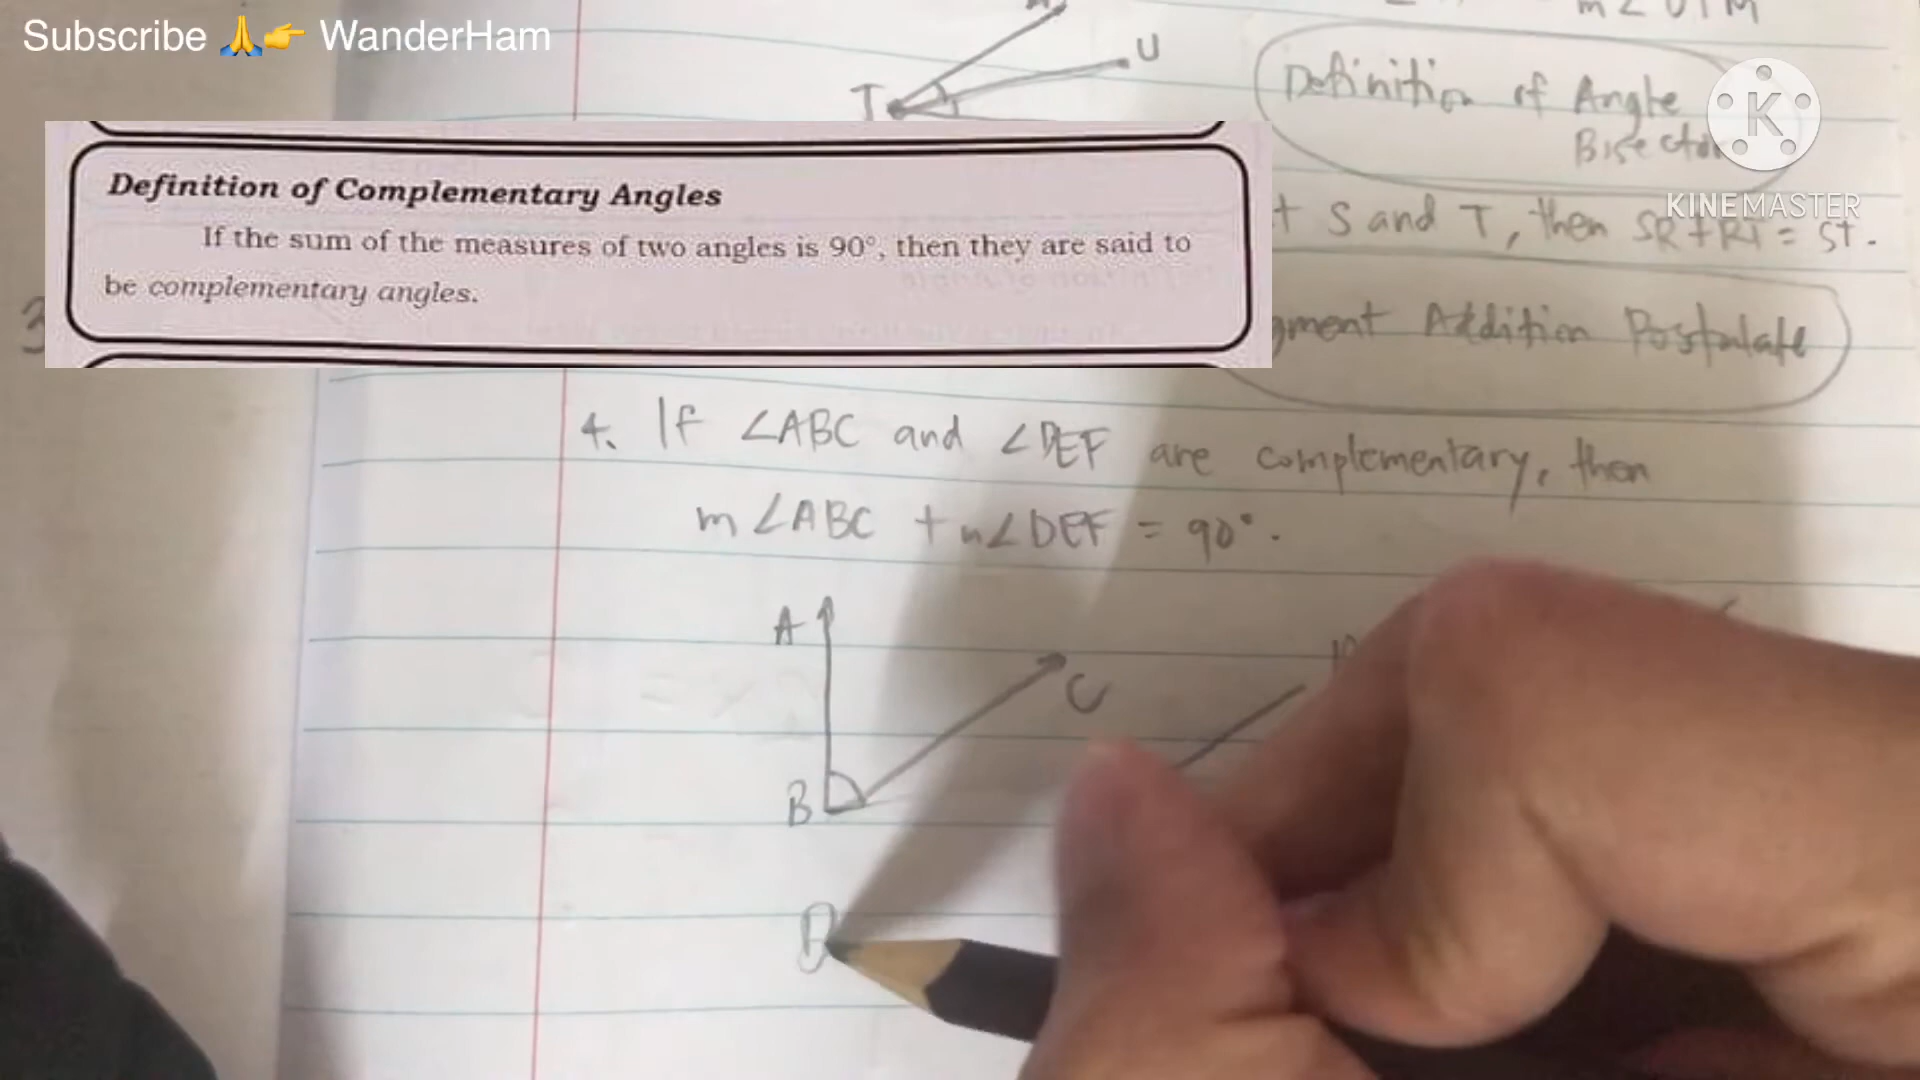 Subscribe 🙏👉 WanderHam
m∠UTM
U
T
Definition of Angle
Bisector
K
KINEMASTER
Definition of Complementary Angles
If the sum of the measures of two angles is 90°, then they are said to
be complementary angles.
S and T, then SR+RT = ST.
gment Addition Postulate
3
4. If ∠ABC and ∠DEF are complementary, then
m∠ABC + m∠DEF = 90°.
A
C
B
D